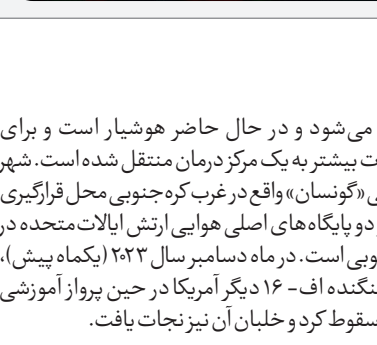 می‌شود و در حال حاضر هوشیار است و برای
بیشتر به یک مرکز درمان منتقل شده است. شهر
«گونسان» واقع در غرب کره جنوبی محل قرارگیری
دو پایگاه‌های اصلی هوایی ارتش ایالات متحده در
است. در ماه دسامبر سال ۲۰۲۳ (یکماه پیش)،
اف- ۱۶ دیگر آمریکا در حین پرواز آموزشی
سقوط کرد و خلبان آن نیز نجات یافت.